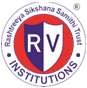 Rashtreeya Sikshana Samithi Trust
RV
INSTITUTIONS
®